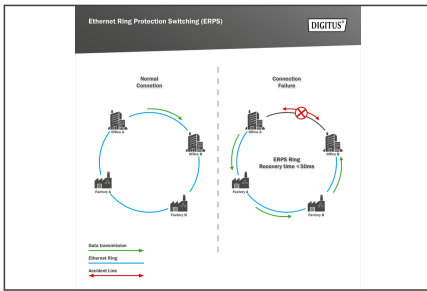 Ethernet Ring Protection Switching (ERPS)
DIGITUS®
Normal
Connetion
Office A
Office B
Factory A
Factory B
Connection
Failure
Office A
Office B
ERPS Ring
Recovery time < 50ms
Factory A
Factory B
Data transmission
Ethernet Ring
Accident Line